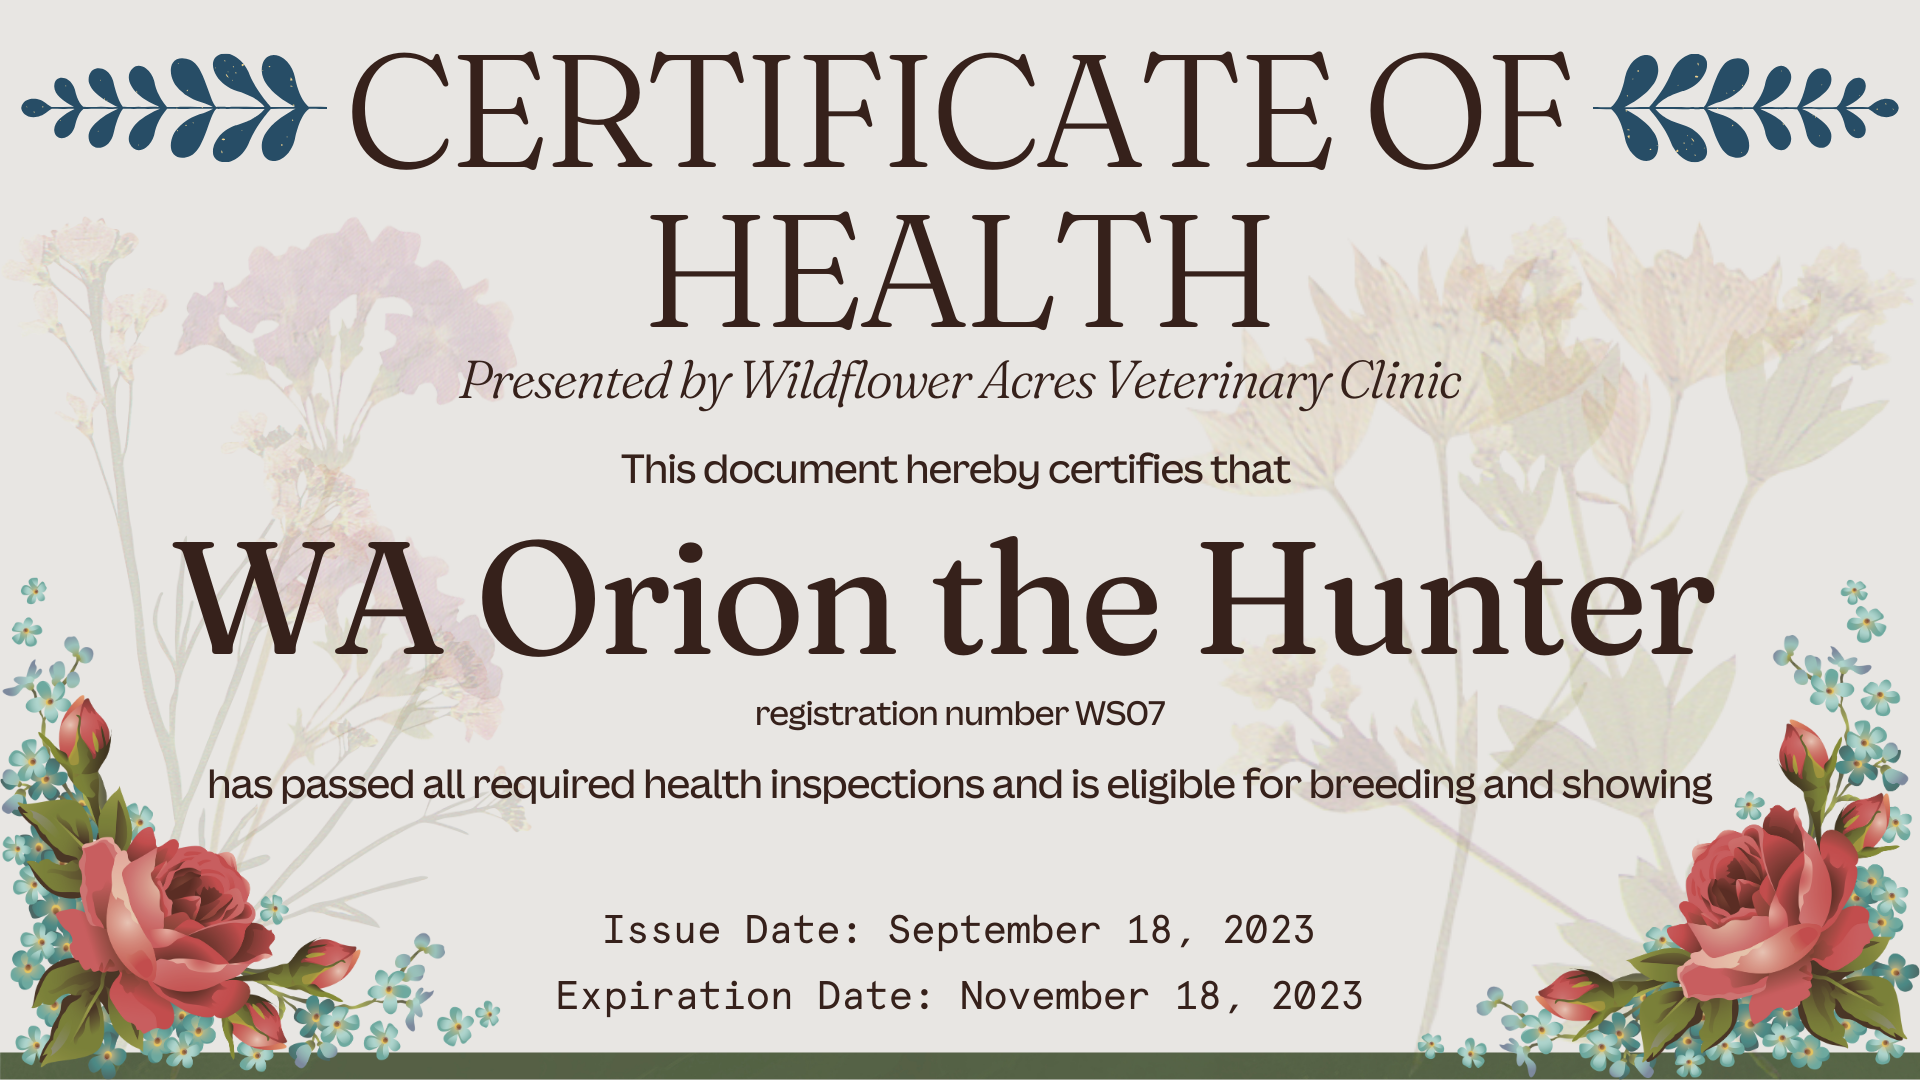 CERTIFICATE OF
HEALTH
Presented by Wildflower Acres Veterinary Clinic
This document hereby certifies that
WA Orion the Hunter
registration number WS07
has passed all required health inspections and is eligible for breeding and showing
Issue Date: September 18, 2023
Expiration Date: November 18, 2023